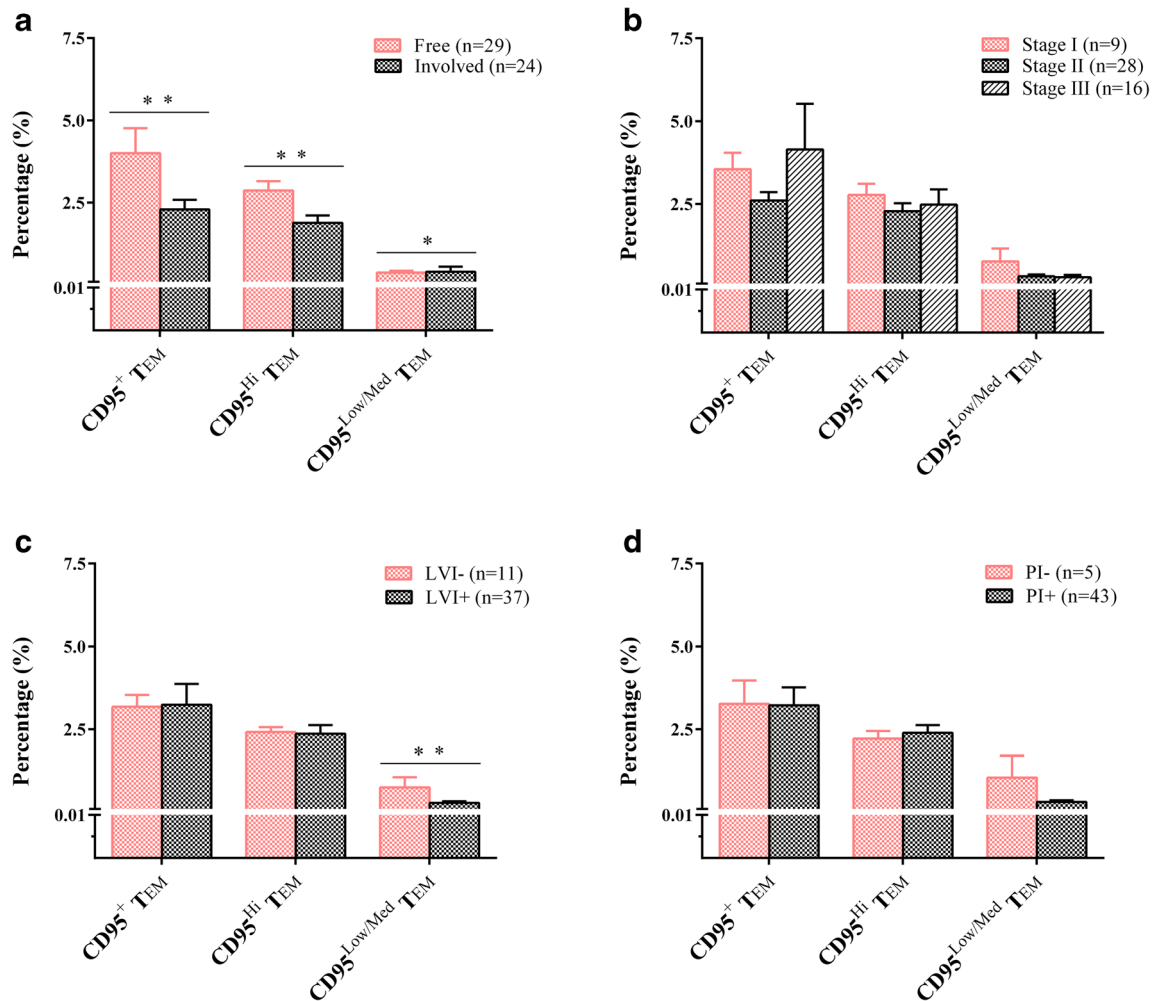 a
7.5
5.0
2.5
0.01
Percentage (%)
Free (n=29)
Involved (n=24)
* *
* *
*
CD95+ TEM
CD95Hi TEM
CD95Low/Med TEM
b
7.5
5.0
2.5
0.01
Percentage (%)
Stage I (n=9)
Stage II (n=28)
Stage III (n=16)
CD95+ TEM
CD95Hi TEM
CD95Low/Med TEM
c
7.5
5.0
2.5
0.01
Percentage (%)
LVI- (n=11)
LVI+ (n=37)
* *
CD95+ TEM
CD95Hi TEM
CD95Low/Med TEM
d
7.5
5.0
2.5
0.01
Percentage (%)
PI- (n=5)
PI+ (n=43)
CD95+ TEM
CD95Hi TEM
CD95Low/Med TEM